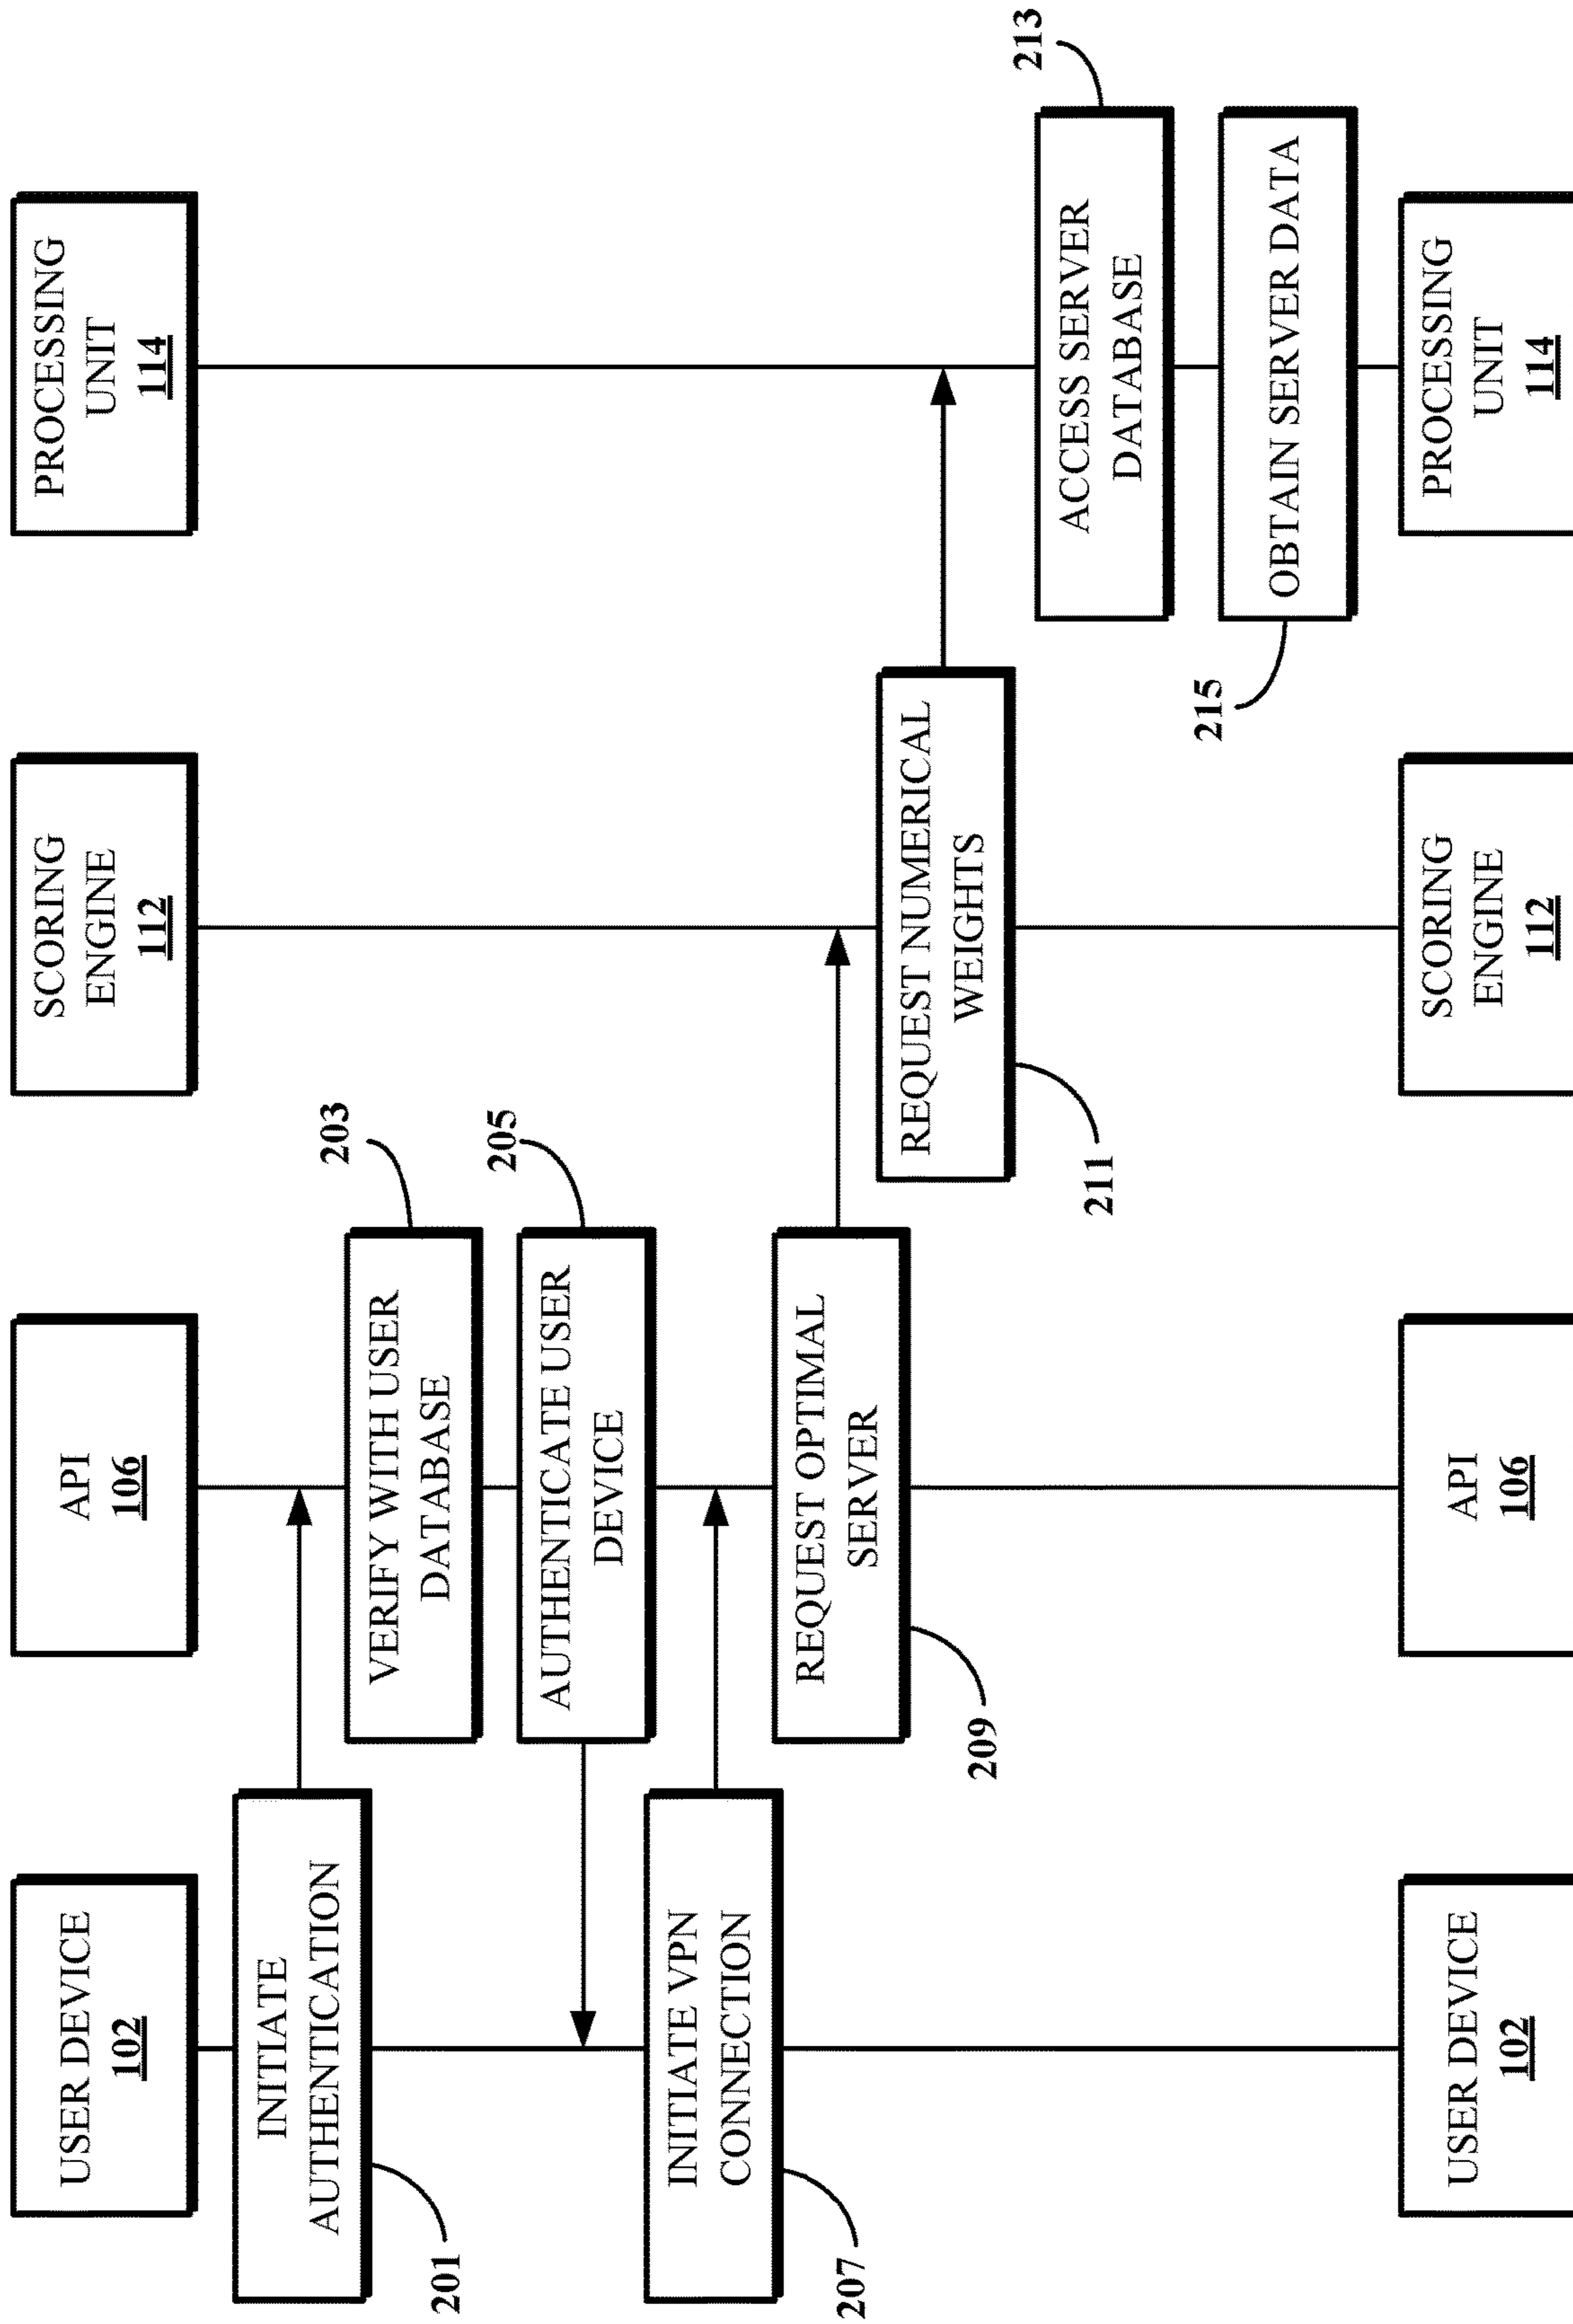 USER DEVICE
102
API
106
SCORING
ENGINE
112
PROCESSING
UNIT
114
INITIATE
AUTHENTICATION
201
VERIFY WITH USER
DATABASE
203
AUTHENTICATE USER
DEVICE
205
INITIATE VPN
CONNECTION
207
REQUEST OPTIMAL
SERVER
209
REQUEST NUMERICAL
WEIGHTS
211
ACCESS SERVER
DATABASE
213
OBTAIN SERVER DATA
215
USER DEVICE
102
API
106
SCORING
ENGINE
112
PROCESSING
UNIT
114